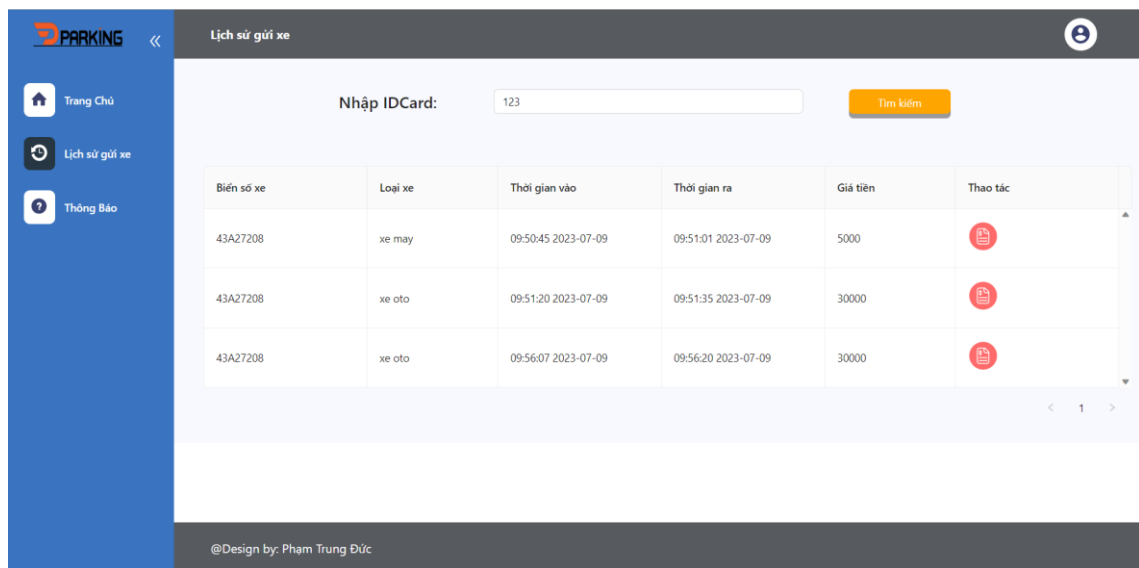 DPARKING
Lịch sử gửi xe
Trang Chủ
Lịch sử gửi xe
Thông Báo
Nhập IDCard: 123 Tìm kiếm
Biển số xe Loại xe Thời gian vào Thời gian ra Giá tiền Thao tác
43A27208 xe may 09:50:45 2023-07-09 09:51:01 2023-07-09 5000
43A27208 xe oto 09:51:20 2023-07-09 09:51:35 2023-07-09 30000
43A27208 xe oto 09:56:07 2023-07-09 09:56:20 2023-07-09 30000
< 1 >
@Design by: Phạm Trung Đức